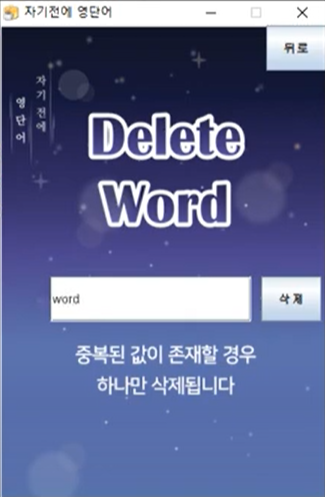 자기전에 영단어
뒤로
자기 전에
영단어
Delete
Word
word
삭제
중복된 값이 존재할 경우
하나만 삭제됩니다